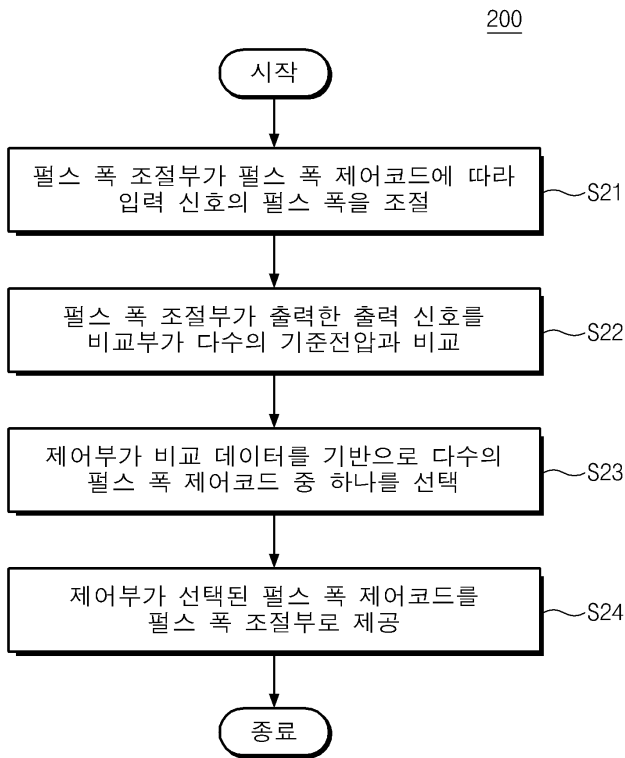 200
시작
펄스 폭 조절부가 펄스 폭 제어코드에 따라
입력 신호의 펄스 폭을 조절
S21
펄스 폭 조절부가 출력한 출력 신호를
비교부가 다수의 기준전압과 비교
S22
제어부가 비교 데이터를 기반으로 다수의
펄스 폭 제어코드 중 하나를 선택
S23
제어부가 선택된 펄스 폭 제어코드를
펄스 폭 조절부로 제공
S24
종료